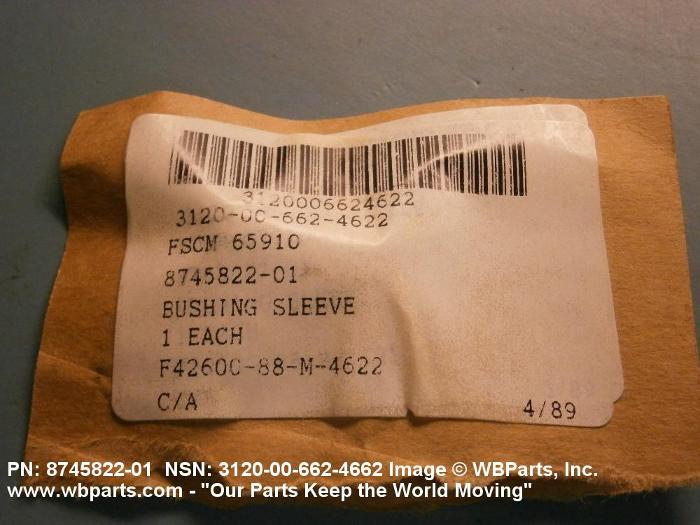 3120006624622
3120-00-662-4622
FSCM 65910
8745822-01
BUSHING SLEEVE
1 EACH
F42600-88-M-4622
C/A 4/89
PN: 8745822-01 NSN: 3120-00-662-4662 Image © WBParts, Inc.
www.wbparts.com - "Our Parts Keep the World Moving"